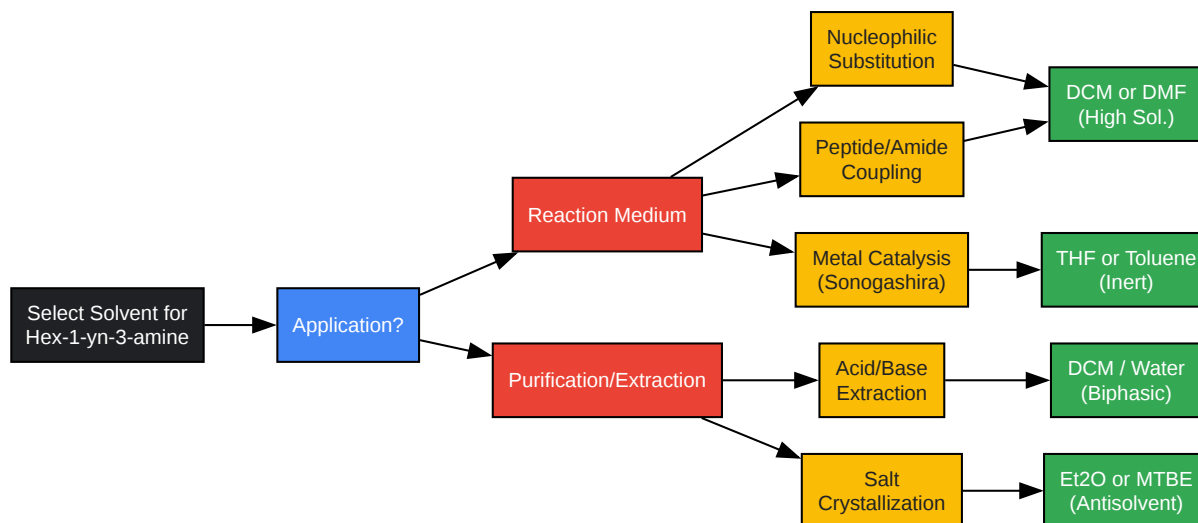 Select Solvent for
Hex-1-yn-3-amine
Application?
Reaction Medium
Purification/Extraction
Nucleophilic
Substitution
Peptide/Amide
Coupling
Metal Catalysis
(Sonogashira)
Acid/Base
Extraction
Salt
Crystallization
DCM or DMF
(High Sol.)
THF or Toluene
(Inert)
DCM / Water
(Biphasic)
Et2O or MTBE
(Antisolvent)